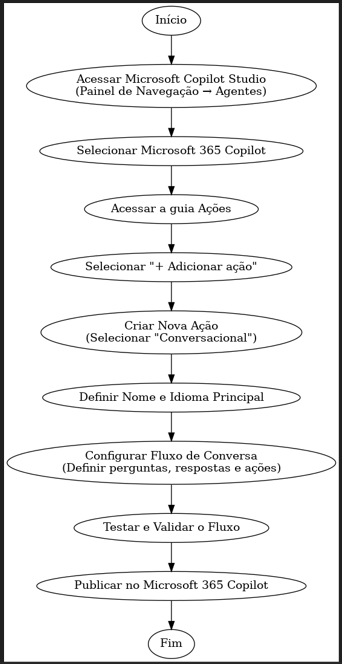 Início
Acessar Microsoft Copilot Studio
(Painel de Navegação → Agentes)
Selecionar Microsoft 365 Copilot
Acessar a guia Ações
Selecionar "+ Adicionar ação"
Criar Nova Ação
(Selecionar "Conversacional")
Definir Nome e Idioma Principal
Configurar Fluxo de Conversa
(Definir perguntas, respostas e ações)
Testar e Validar o Fluxo
Publicar no Microsoft 365 Copilot
Fim